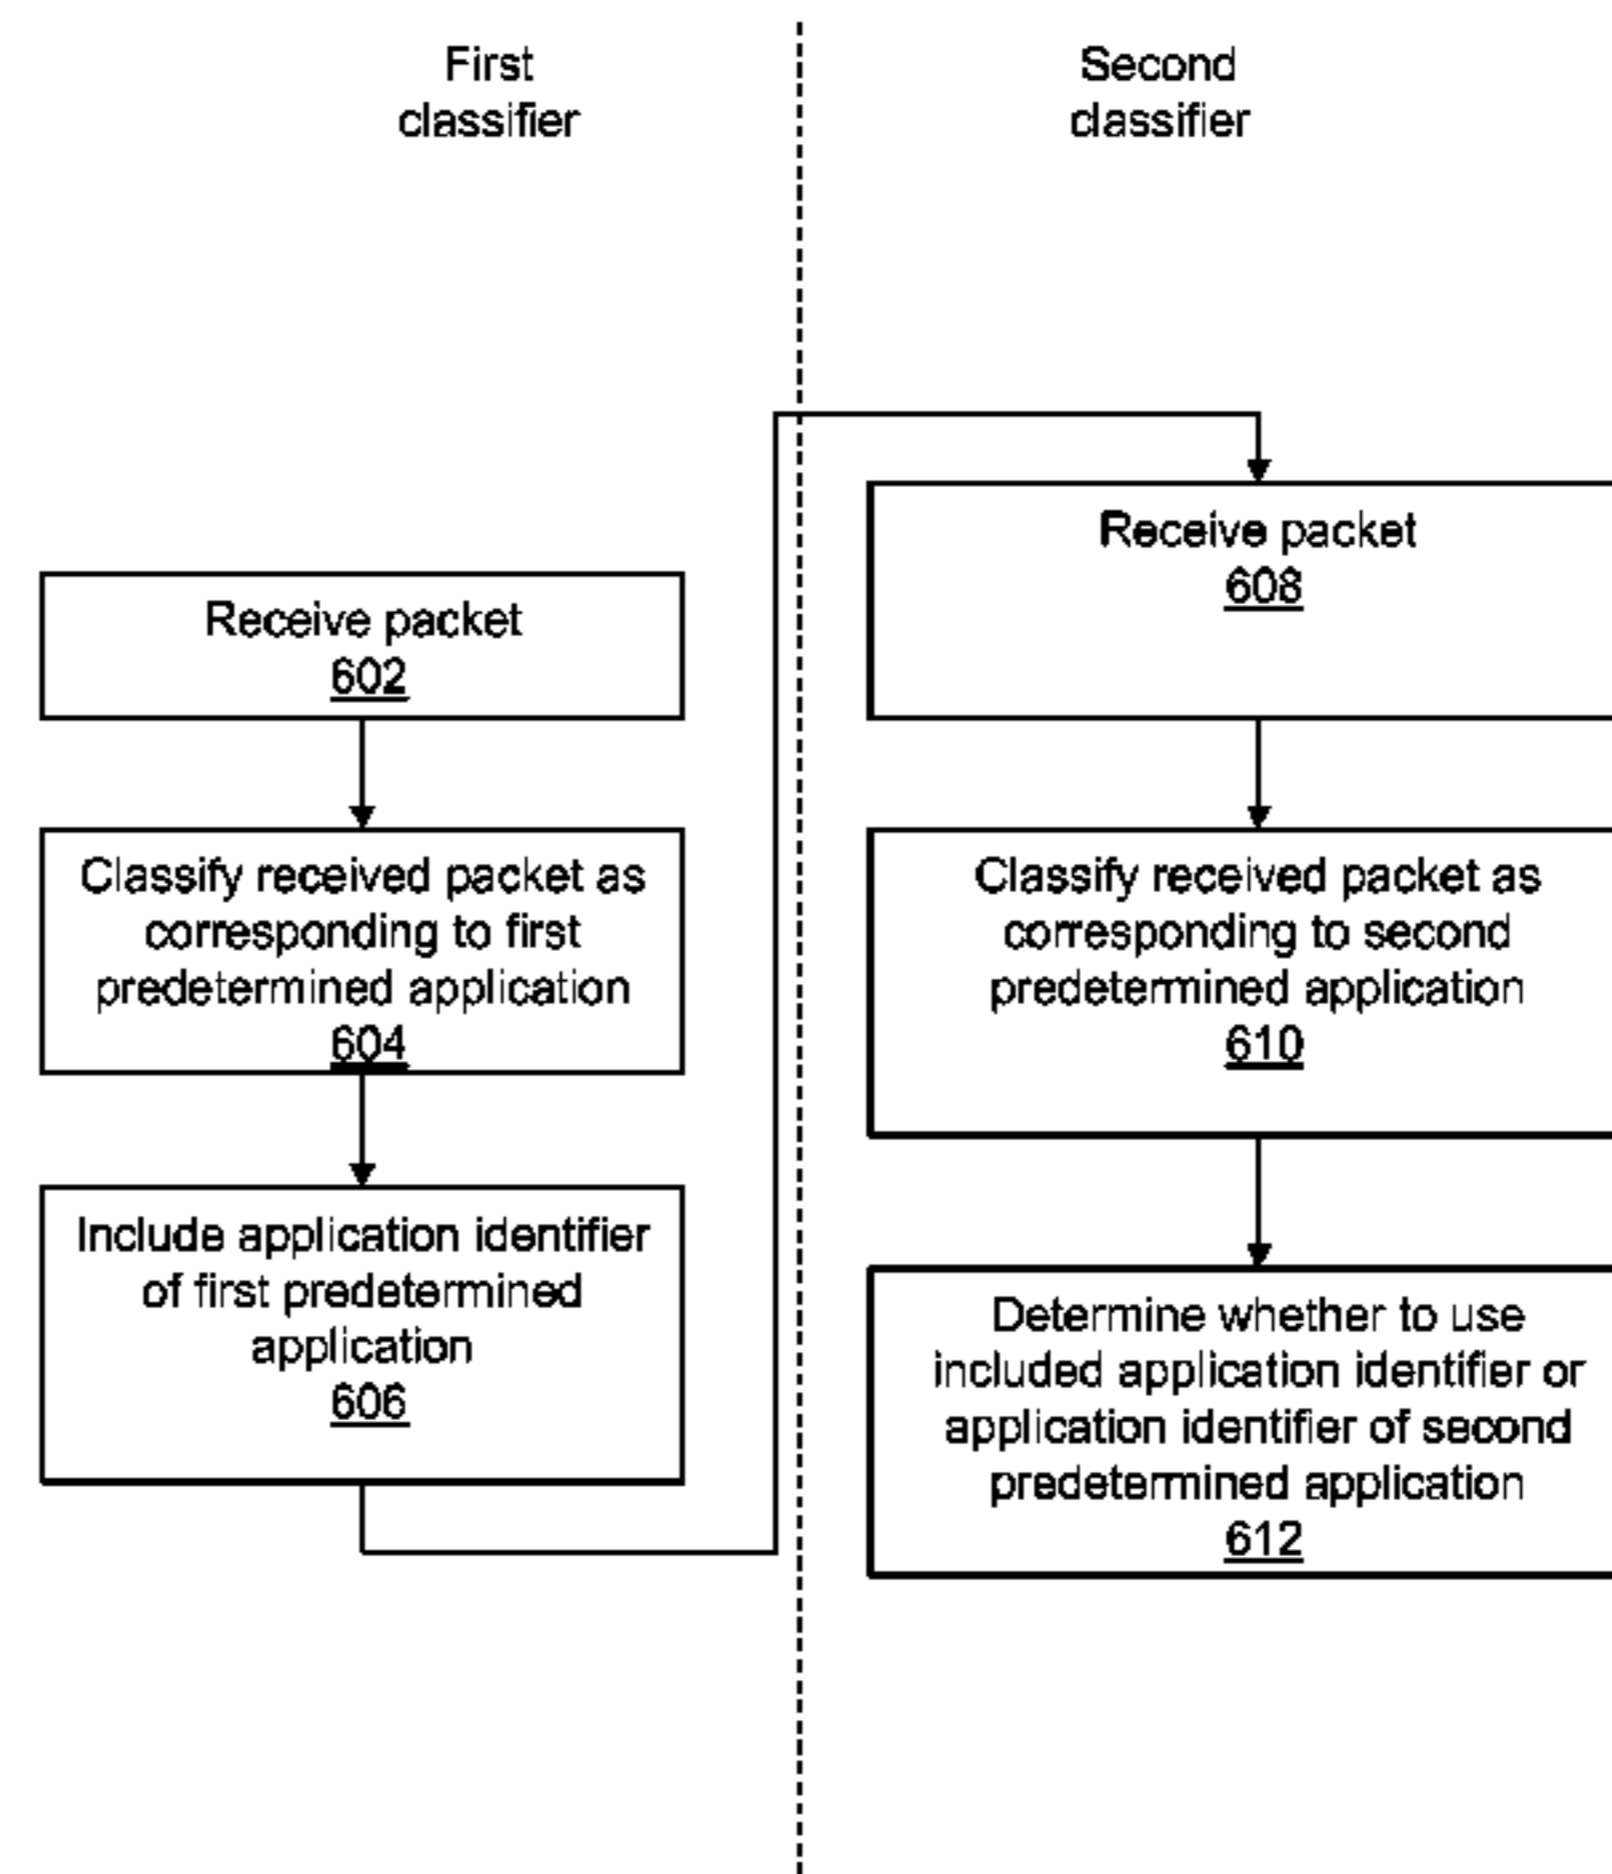 First
classifier
Second
classifier
Receive packet
602
Classify received packet as
corresponding to first
predetermined application
604
Include application identifier
of first predetermined
application
606
Receive packet
608
Classify received packet as
corresponding to second
predetermined application
610
Determine whether to use
included application identifier or
application identifier of second
predetermined application
612